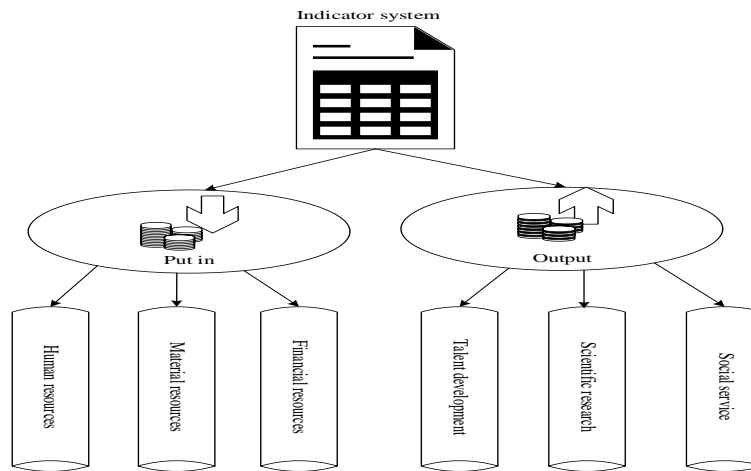 Indicator system
Put in
Output
Human resources
Material resources
Financial resources
Talent development
Scientific research
Social service